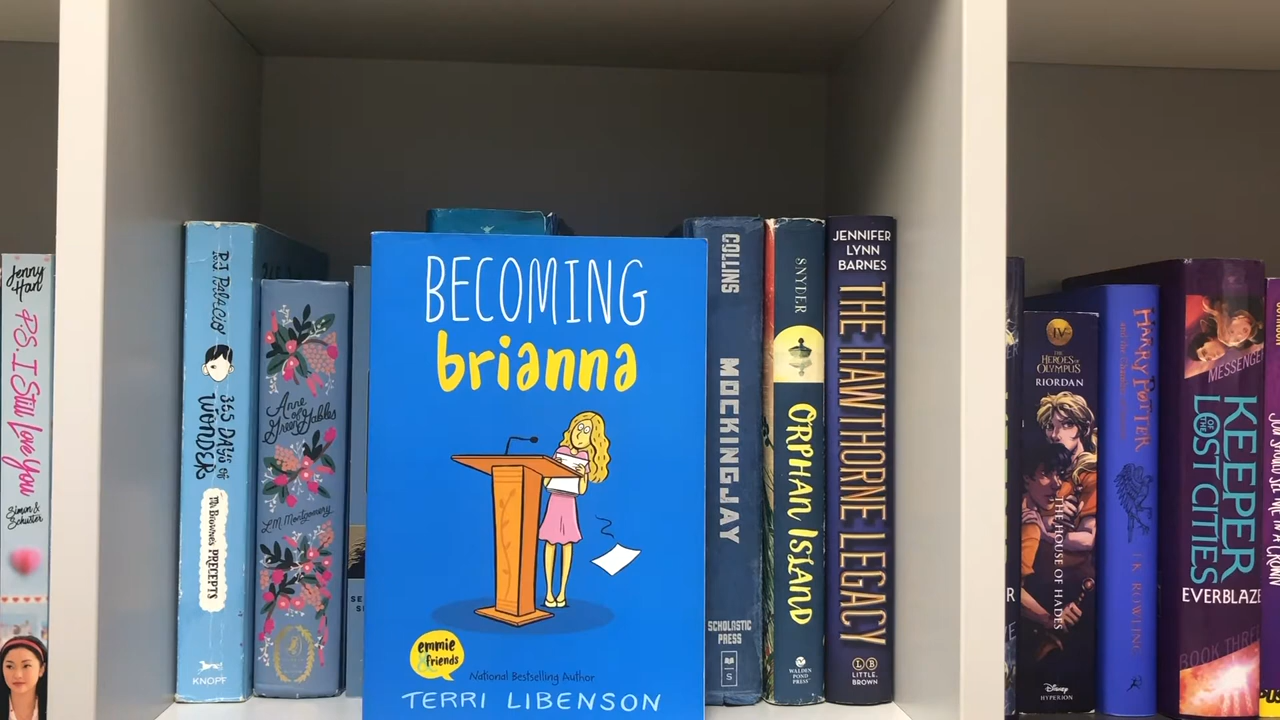 Jenny
Han
P.S. I Still Love You
Simon &
Schuster
R.J. Palacio
365 DAYS of
WONDER
Mr. Browne's PRECEPTS
KNOPF
Anne
of
Green Gables
L.M. Montgomery
BECOMING
brianna
emmie
& friends
National Bestselling Author
TERRI LIBENSON
COLLINS
MOCKINGJAY
SCHOLASTIC
PRESS
S
SNYDER
ORPHAN ISLAND
WALDEN
POND PRESS
JENNIFER
LYNN
BARNES
THE HAWTHORNE LEGACY
LB
LITTLE,
BROWN
IV
THE
HEROES OF
OLYMPUS
RIORDAN
THE HOUSE OF HADES
Disney
HYPERION
HARRY POTTER
J.K. ROWLING
MESSENGE
KEEPER
OF THE
LOST CITIES
EVERBLAZE
BOOK THREE